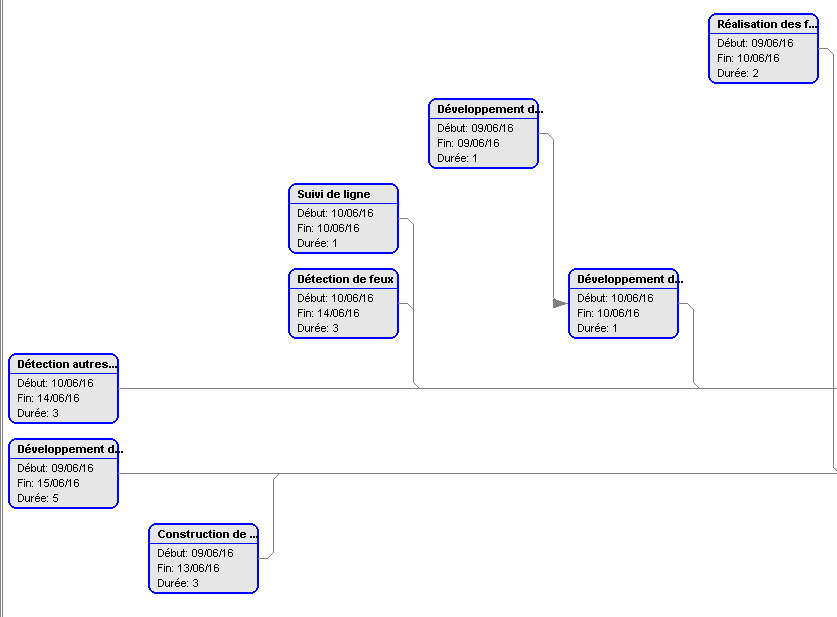 Réalisation des f...
Début: 09/06/16
Fin: 10/06/16
Durée: 2
Développement d...
Début: 09/06/16
Fin: 09/06/16
Durée: 1
Suivi de ligne
Début: 10/06/16
Fin: 10/06/16
Durée: 1
Détection de feux
Début: 10/06/16
Fin: 14/06/16
Durée: 3
Développement d...
Début: 10/06/16
Fin: 10/06/16
Durée: 1
Détection autres...
Début: 10/06/16
Fin: 14/06/16
Durée: 3
Développement d...
Début: 09/06/16
Fin: 15/06/16
Durée: 5
Construction de ...
Début: 09/06/16
Fin: 13/06/16
Durée: 3